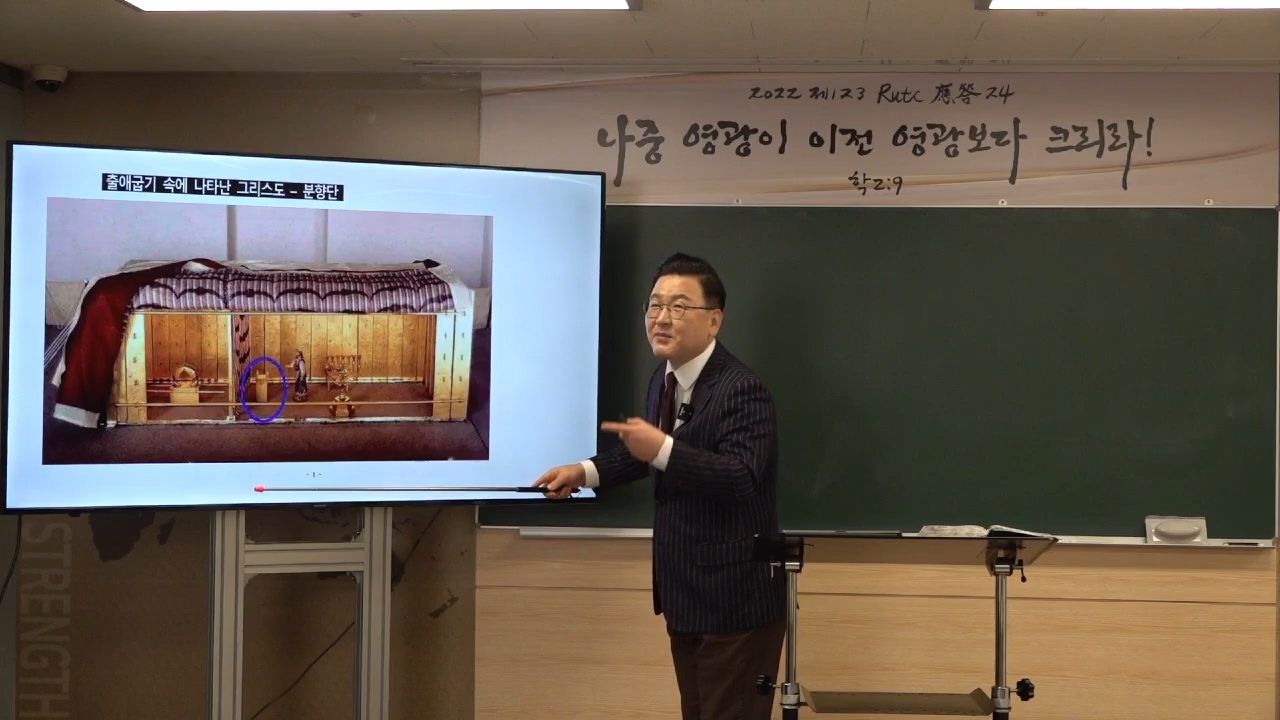 2022 제123 Rutc 應答 24
나중 영광이 이전 영광보다 크리라!
학2:9
출애굽기 속에 나타난 그리스도 - 분향단
- 1 -
STRENGTH